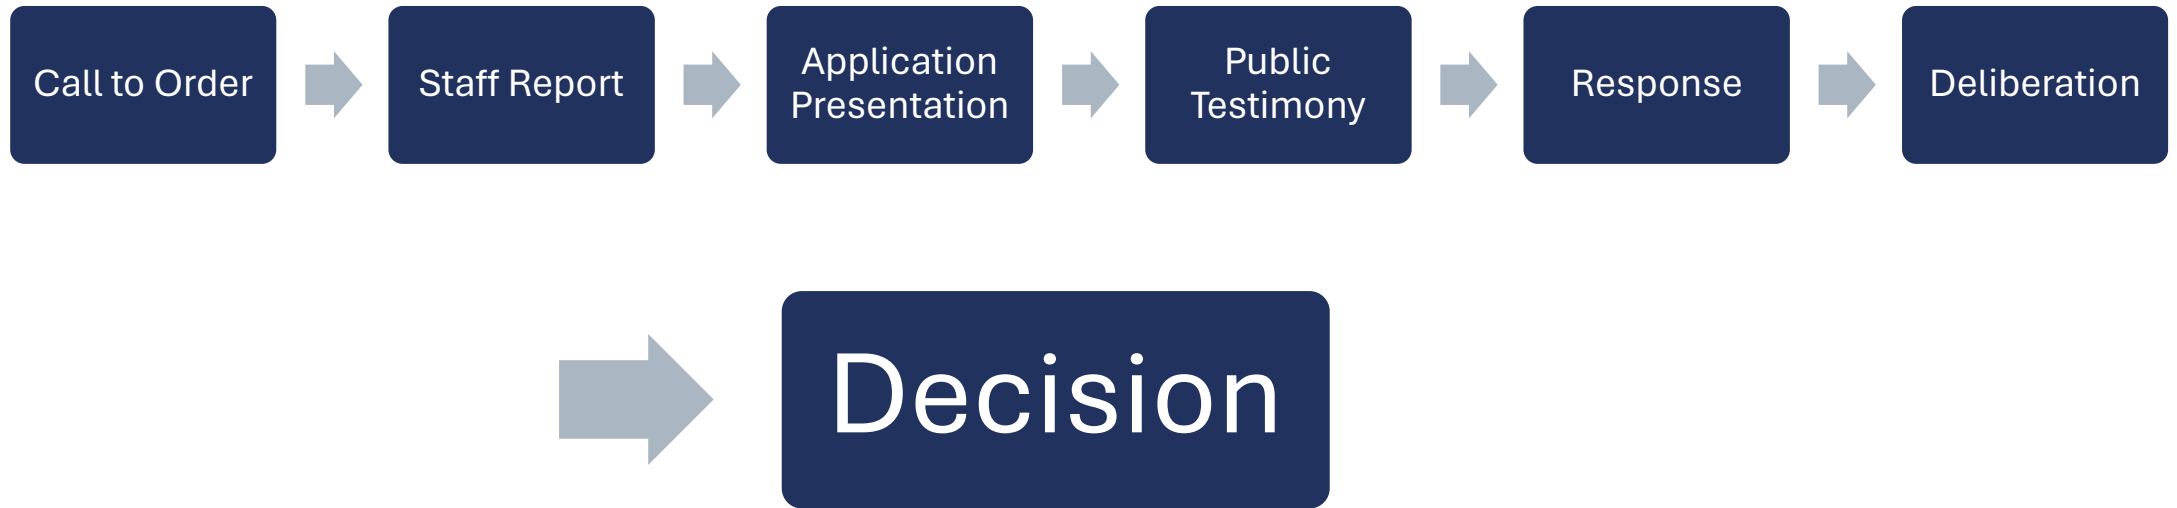 Call to Order
Staff Report
Application
Presentation
Public
Testimony
Response
Deliberation
Decision